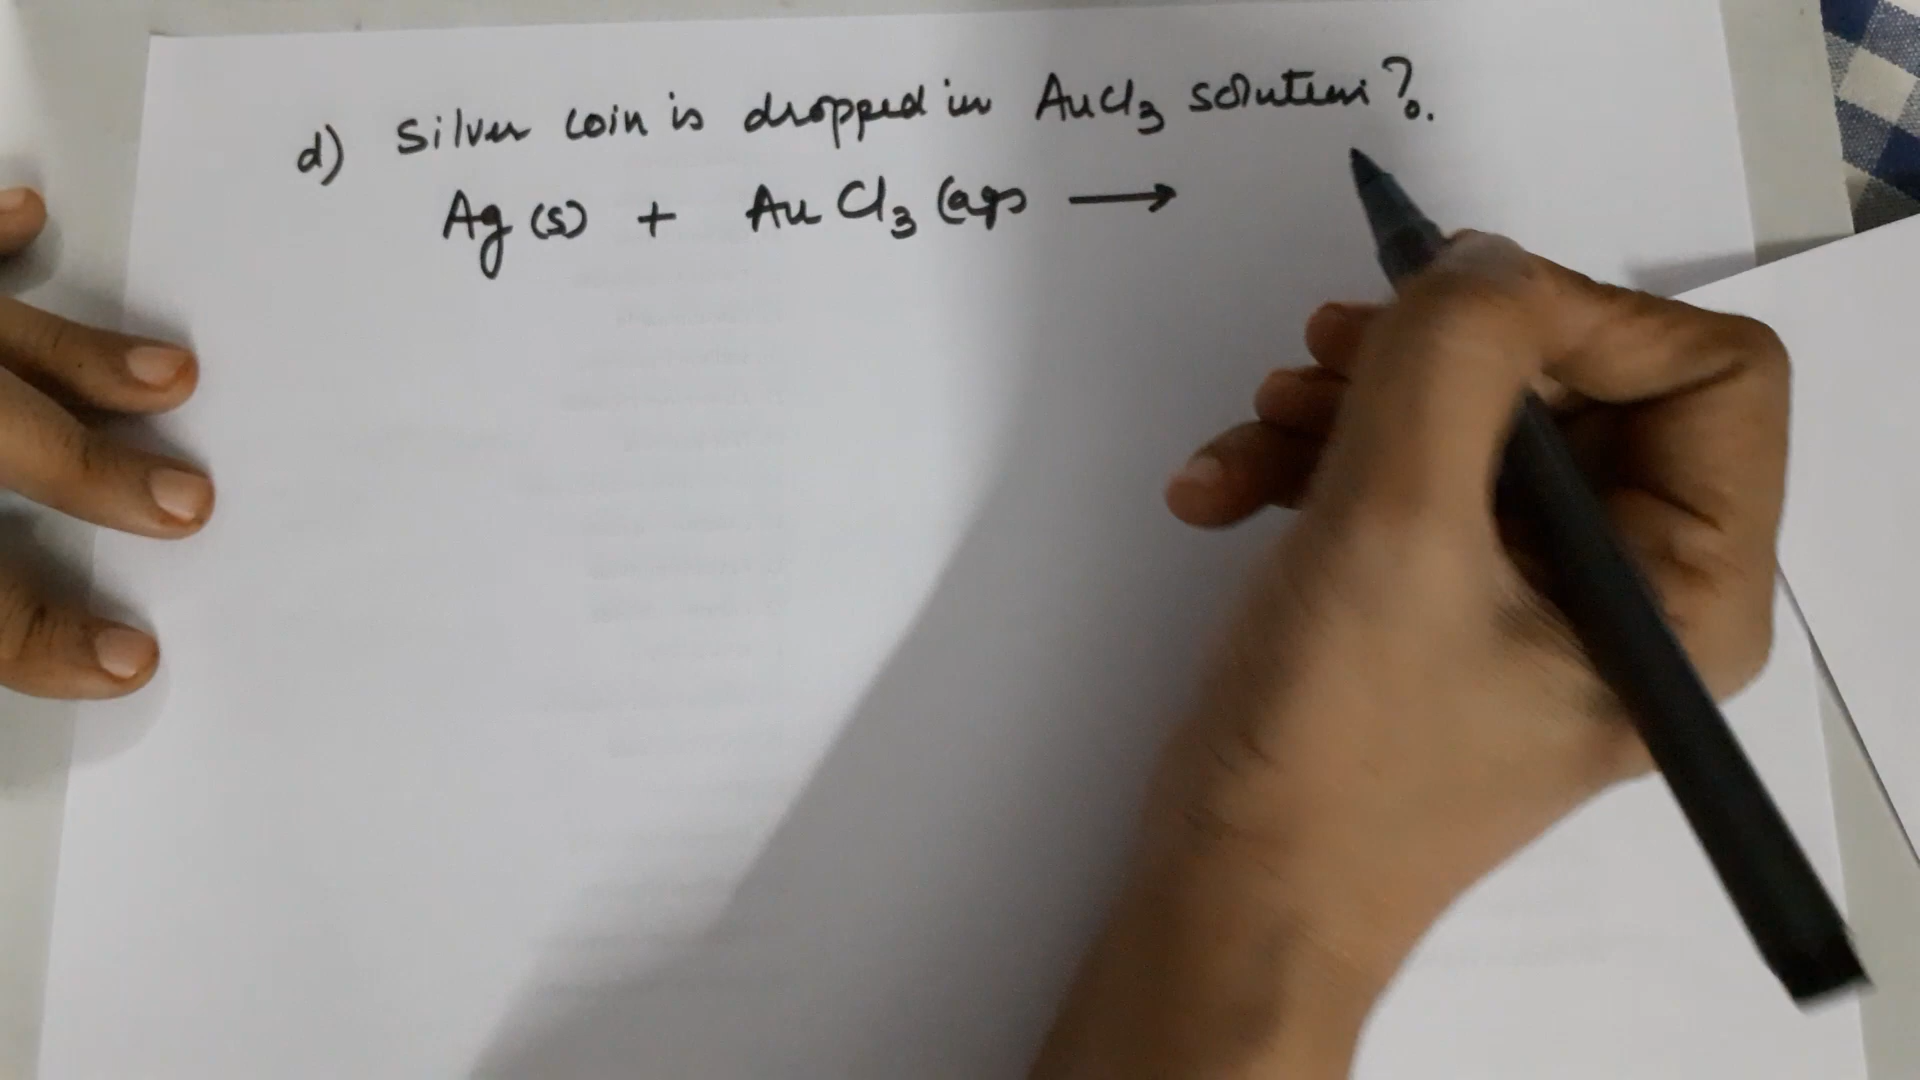 d) Silver coin is dropped in AuCl3 solution?.
Ag (s) + AuCl3 (aq) →